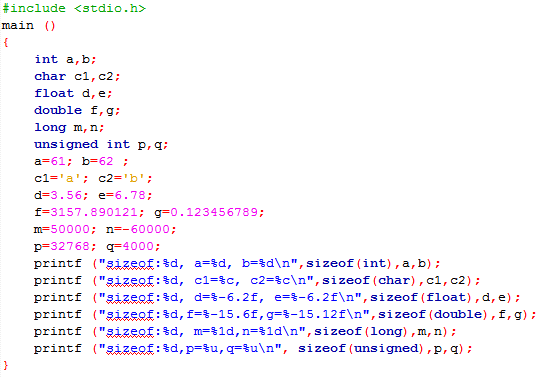 #include <stdio.h>
main ()
{
int a,b;
char c1,c2;
float d,e;
double f,g;
long m,n;
unsigned int p,q;
a=61; b=62 ;
c1='a'; c2='b';
d=3.56; e=6.78;
f=3157.890121; g=0.123456789;
m=50000; n=-60000;
p=32768; q=4000;
printf ("sizeof:%d, a=%d, b=%d\n",sizeof(int),a,b);
printf ("sizeof:%d, c1=%c, c2=%c\n",sizeof(char),c1,c2);
printf ("sizeof:%d, d=%-6.2f, e=%-6.2f\n",sizeof(float),d,e);
printf ("sizeof:%d,f=%-15.6f,g=%-15.12f\n",sizeof(double),f,g);
printf ("sizeof:%d, m=%1d,n=%1d\n",sizeof(long),m,n);
printf ("sizeof:%d,p=%u,q=%u\n", sizeof(unsigned),p,q);
}